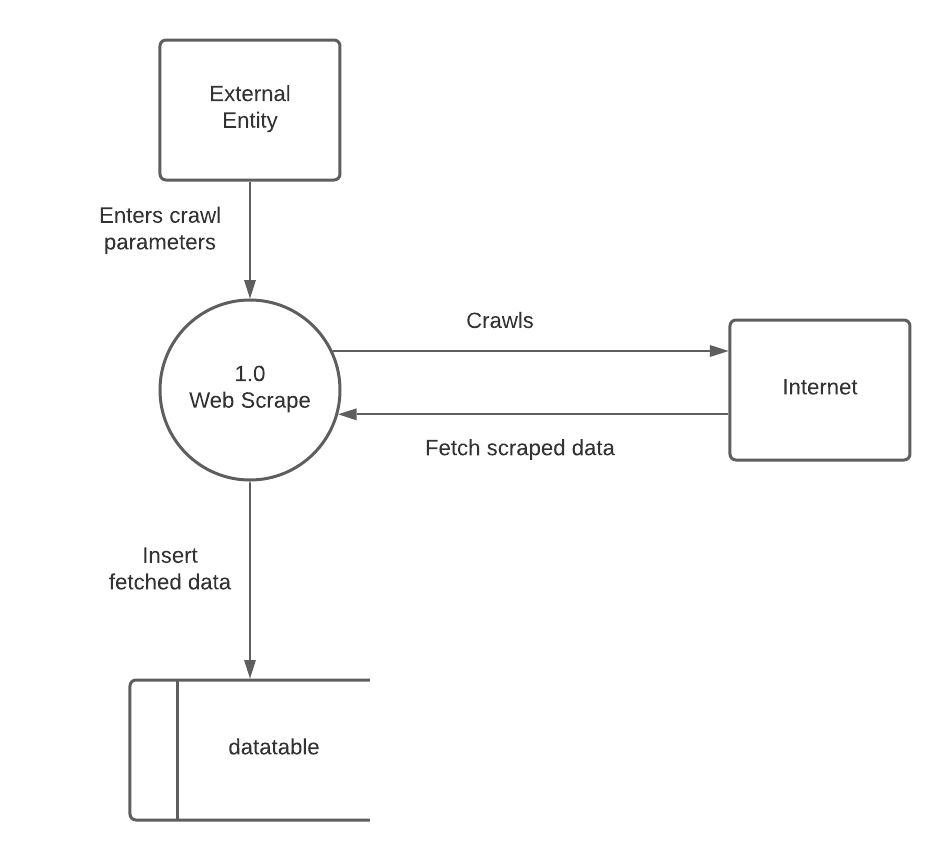 External
Entity
Enters crawl
parameters
Crawls
1.0
Web Scrape
Internet
Fetch scraped data
Insert
fetched data
datatable